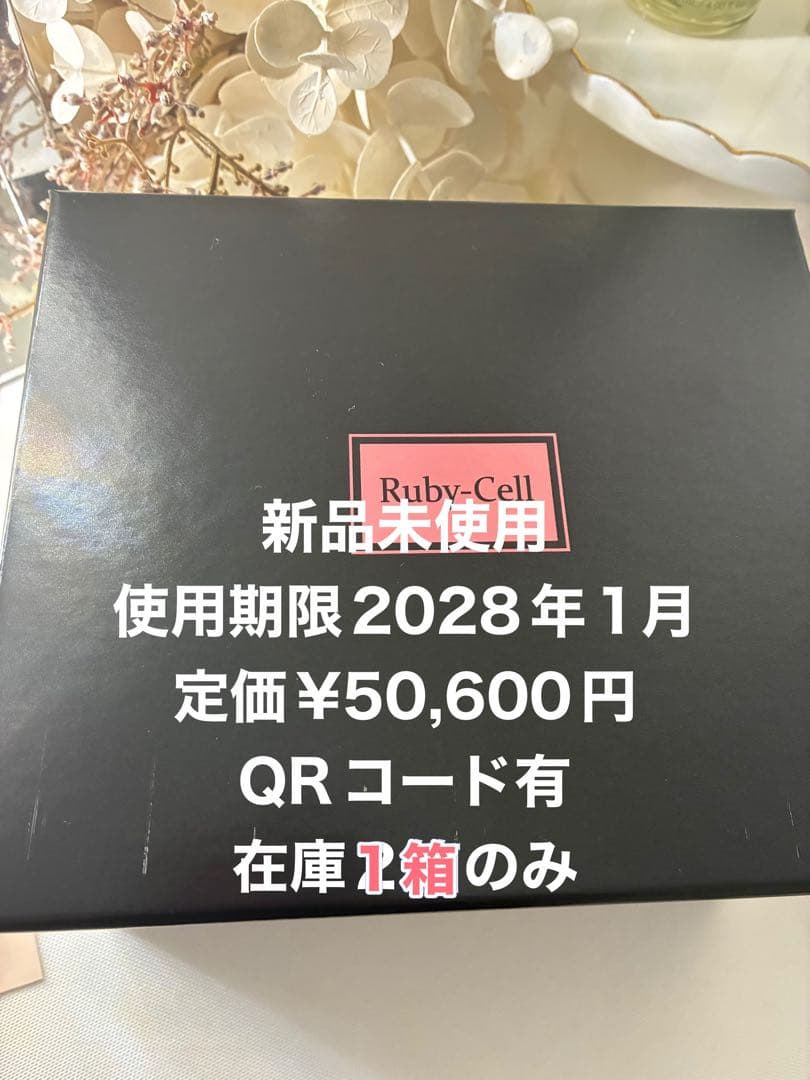 Ruby-Cell
新品未使用
使用期限2028年1月
定価¥50,600円
QRコード有
在庫1箱のみ